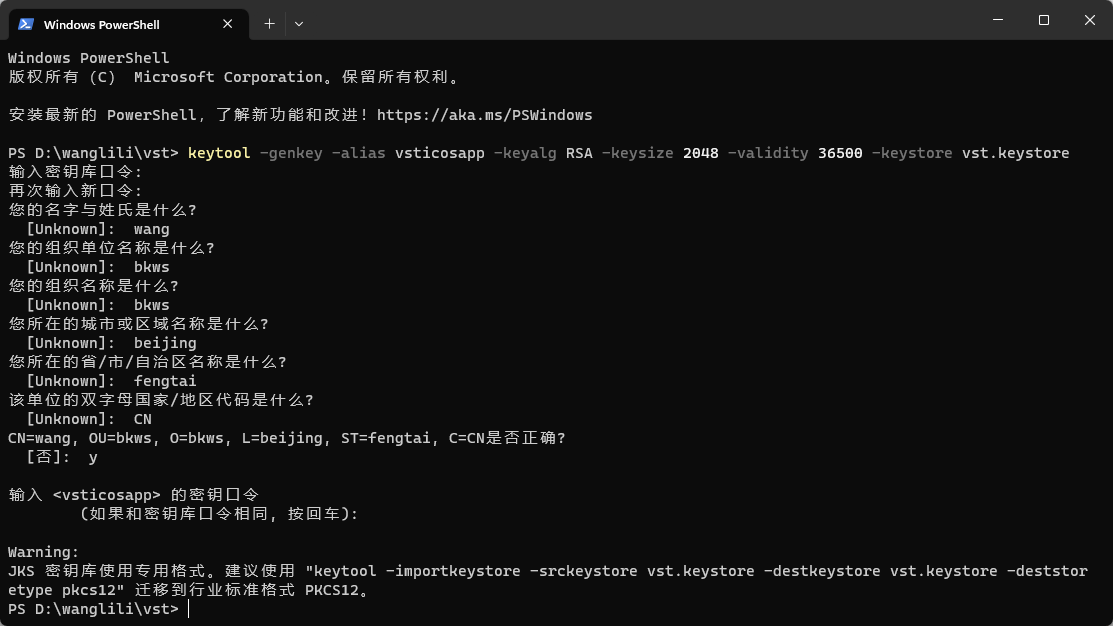 Windows PowerShell
Windows PowerShell
版权所有 (C)  Microsoft Corporation。保留所有权利。
安装最新的 PowerShell，了解新功能和改进！https://aka.ms/PSWindows
PS D:\wanglili\vst> keytool -genkey -alias vsticosapp -keyalg RSA -keysize 2048 -validity 36500 -keystore vst.keystore
输入密钥库口令:
再次输入新口令:
您的名字与姓氏是什么?
  [Unknown]:  wang
您的组织单位名称是什么?
  [Unknown]:  bkws
您的组织名称是什么?
  [Unknown]:  bkws
您所在的城市或区域名称是什么?
  [Unknown]:  beijing
您所在的省/市/自治区名称是什么?
  [Unknown]:  fengtai
该单位的双字母国家/地区代码是什么?
  [Unknown]:  CN
CN=wang, OU=bkws, O=bkws, L=beijing, ST=fengtai, C=CN是否正确?
  [否]:  y
输入 <vsticosapp> 的密钥口令
        (如果和密钥库口令相同, 按回车):
Warning:
JKS 密钥库使用专用格式。建议使用 "keytool -importkeystore -srckeystore vst.keystore -destkeystore vst.keystore -deststor
etype pkcs12" 迁移到行业标准格式 PKCS12。
PS D:\wanglili\vst>